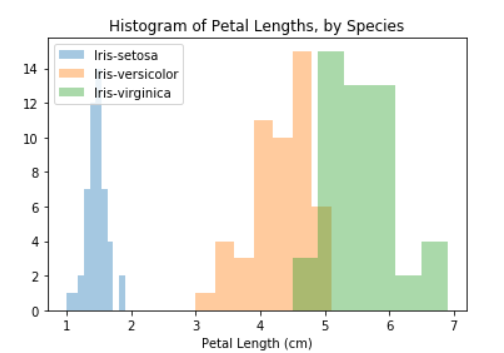 Histogram of Petal Lengths, by Species
Iris-setosa
Iris-versicolor
Iris-virginica
14
12
10
8
6
4
2
0
1 2 3 4 5 6 7
Petal Length (cm)